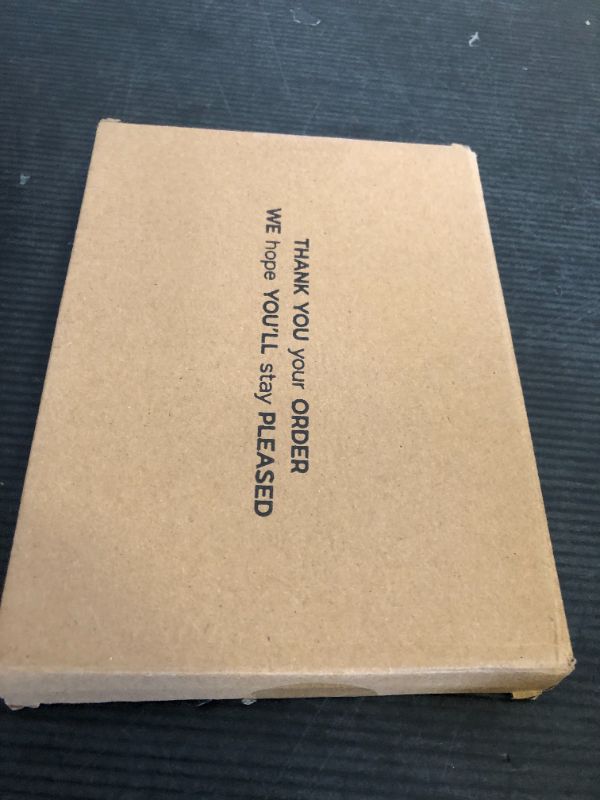 THANK YOU your ORDER
WE hope YOU'LL stay PLEASED